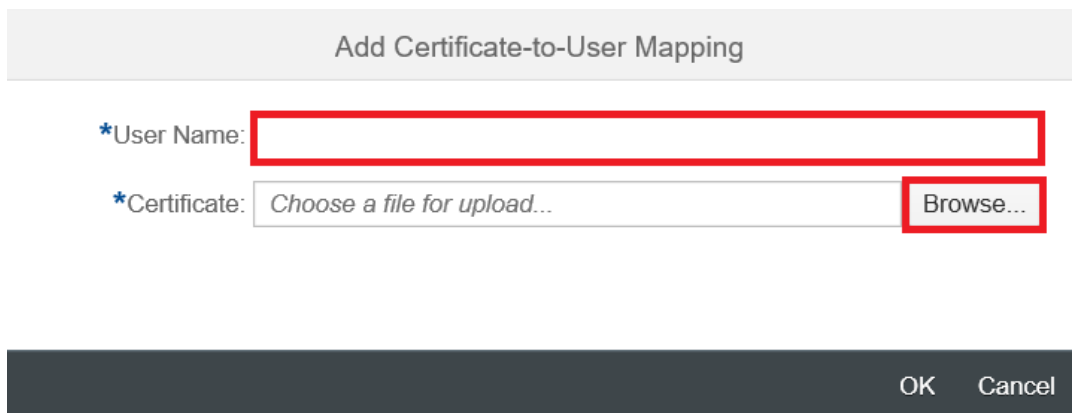 Add Certificate-to-User Mapping
*User Name:
*Certificate: Choose a file for upload... Browse...
OK Cancel